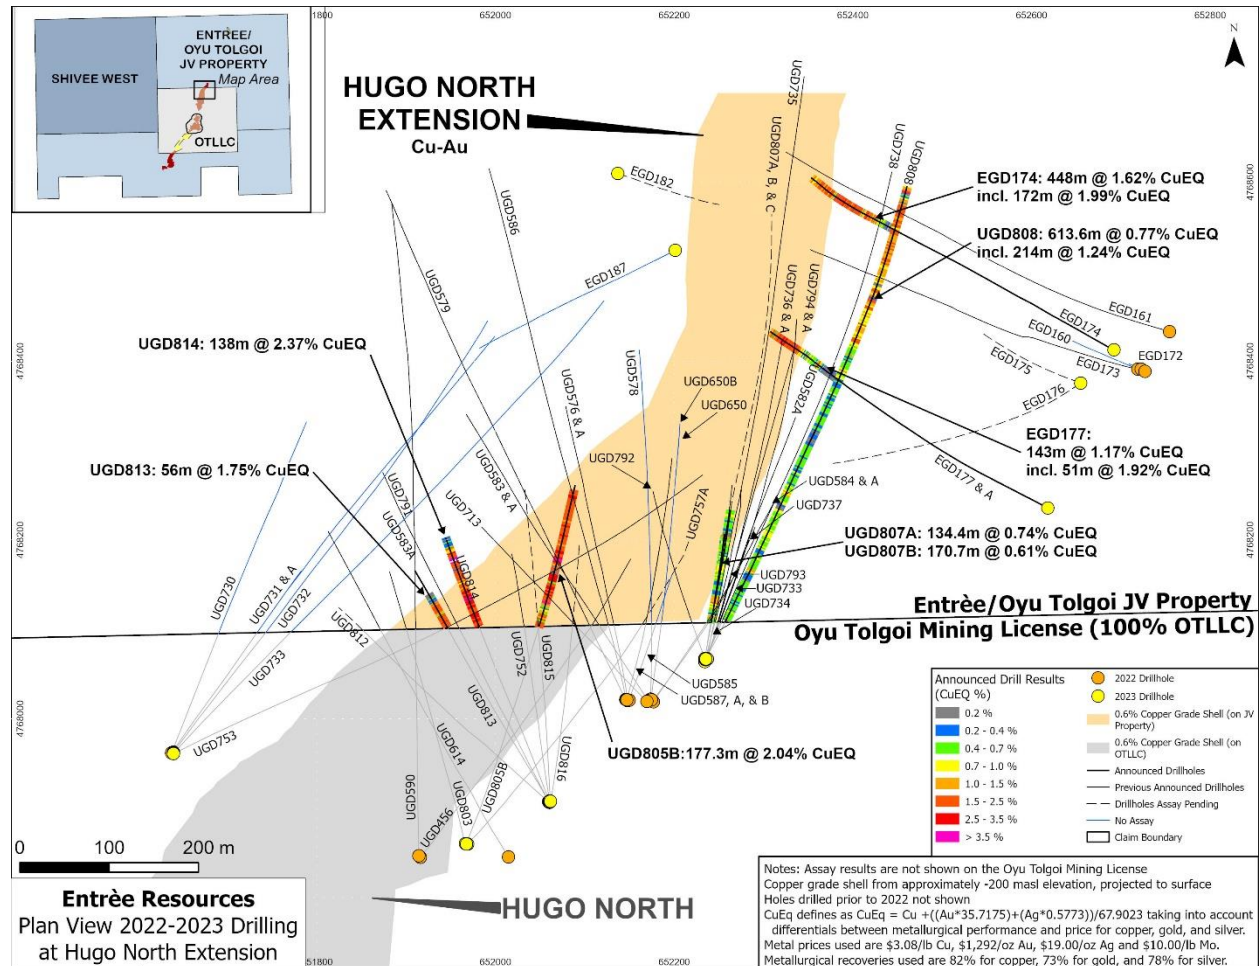 1800
652000
652200
652400
652600
652800
ENTRÉE/
OYU TOLGOI
JV PROPERTY
Map Area
SHIVEE WEST
OTLLC
N
HUGO NORTH
EXTENSION
Cu-Au
4768600
4768400
4768200
4768000
4768600
4768400
4768200
4768000
UGD735
UGD807A, B, & C
UGD738
UGD808
EGD182
UGD586
EGD187
UGD579
UGD736 & A
UGD794 & A
EGD174: 448m @ 1.62% CuEQ
incl. 172m @ 1.99% CuEQ
UGD808: 613.6m @ 0.77% CuEQ
incl. 214m @ 1.24% CuEQ
EGD161
EGD174
EGD160
EGD172
EGD173
EGD175
EGD176
UGD814: 138m @ 2.37% CuEQ
UGD578
UGD650B
UGD650
UGD582A
UGD576 & A
EGD177:
143m @ 1.17% CuEQ
incl. 51m @ 1.92% CuEQ
UGD813: 56m @ 1.75% CuEQ
UGD792
UGD583 & A
UGD713
UGD791
UGD583A
UGD757A
UGD584 & A
EGD177 & A
UGD737
UGD807A: 134.4m @ 0.74% CuEQ
UGD807B: 170.7m @ 0.61% CuEQ
UGD814
UGD730
UGD731 & A
UGD732
UGD733
UGD793
UGD733
UGD734
Entrèe/Oyu Tolgoi JV Property
Oyu Tolgoi Mining License (100% OTLLC)
UGD812
UGD752
UGD815
UGD585
UGD587, A, & B
UGD813
UGD753
UGD614
UGD805B
UGD816
UGD805B:177.3m @ 2.04% CuEQ
UGD590
UGD456
UGD803
Announced Drill Results
(CuEQ %)
0.2 %
0.2 - 0.4 %
0.4 - 0.7 %
0.7 - 1.0 %
1.0 - 1.5 %
1.5 - 2.5 %
2.5 - 3.5 %
> 3.5 %
2022 Drillhole
2023 Drillhole
0.6% Copper Grade Shell (on JV
Property)
0.6% Copper Grade Shell (on
OTLLC)
Announced Drillholes
Previous Announced Drillholes
Drillholes Assay Pending
No Assay
Claim Boundary
0 100 200 m
HUGO NORTH
Entrèe Resources
Plan View 2022-2023 Drilling
at Hugo North Extension
Notes: Assay results are not shown on the Oyu Tolgoi Mining License
Copper grade shell from approximately -200 masl elevation, projected to surface
Holes drilled prior to 2022 not shown
CuEq defines as CuEq = Cu +((Au*35.7175)+(Ag*0.5773))/67.9023 taking into account
differentials between metallurgical performance and price for copper, gold, and silver.
Metal prices used are $3.08/lb Cu, $1,292/oz Au, $19.00/oz Ag and $10.00/lb Mo.
Metallurgical recoveries used are 82% for copper, 73% for gold, and 78% for silver.
51800
652000
652200
652400